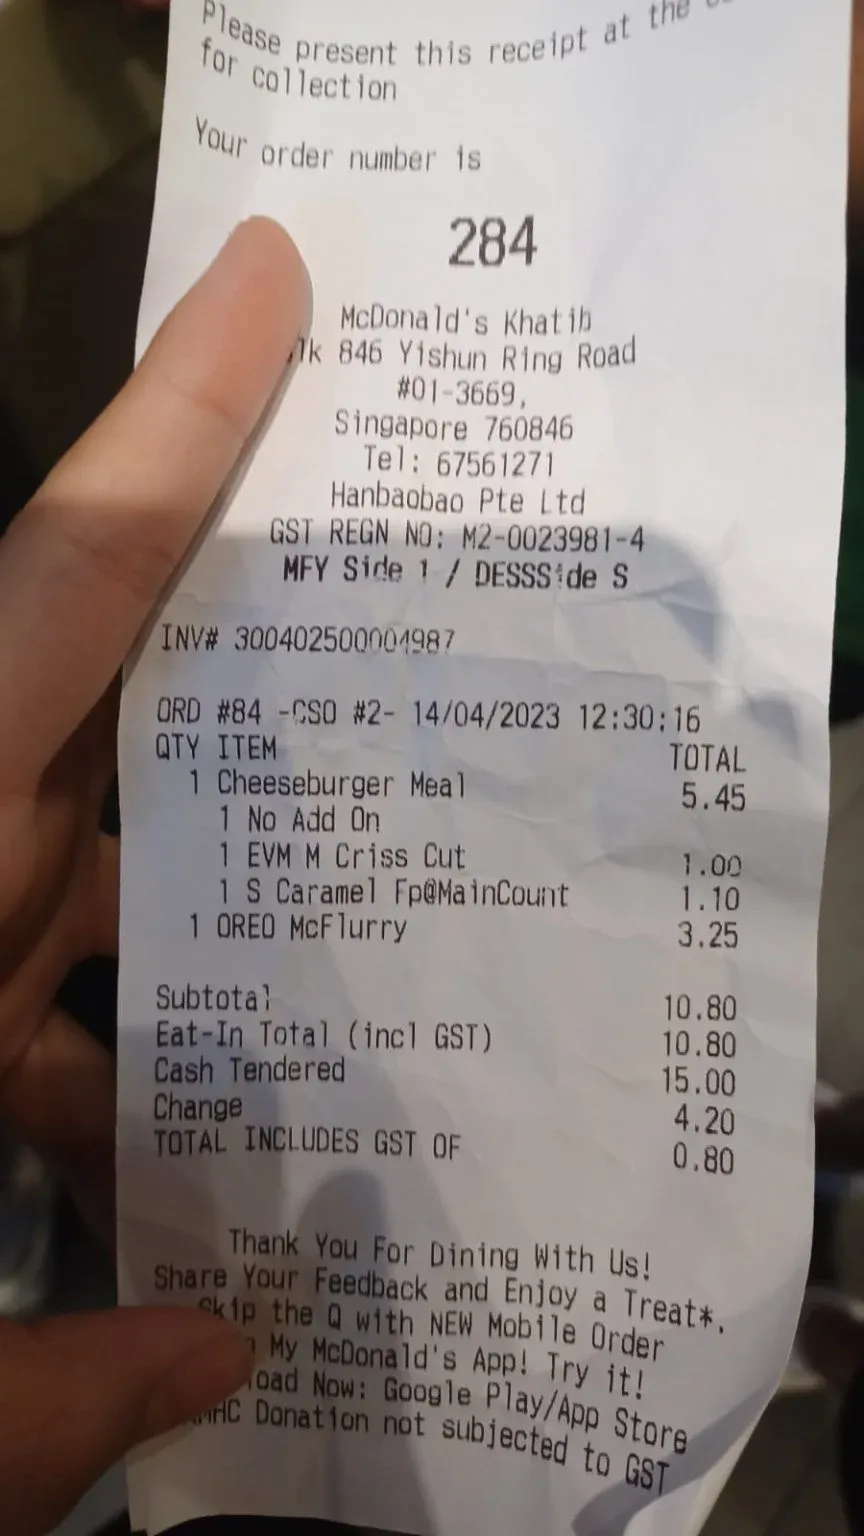 Please present this receipt at the
for collection
Your order number is
284
McDonald's Khatib
lk 846 Yishun Ring Road
#01-3669,
Singapore 760846
Tel: 67561271
Hanbaobao Pte Ltd
GST REGN NO: M2-0023981-4
MFY Side 1 / DESSSide S
INV# 300402500004987
ORD #84 -CSO #2- 14/04/2023 12:30:16
QTY ITEM TOTAL
1 Cheeseburger Meal 5.45
1 No Add On
1 EVM M Criss Cut 1.00
1 S Caramel Fp@MainCount 1.10
1 OREO McFlurry 3.25
Subtotal 10.80
Eat-In Total (incl GST) 10.80
Cash Tendered 15.00
Change 4.20
TOTAL INCLUDES GST OF 0.80
Thank You For Dining With Us!
Share Your Feedback and Enjoy a Treat*.
Skip the Q with NEW Mobile Order
My McDonald's App! Try it!
oad Now: Google Play/App Store
Donation not subjected to GST